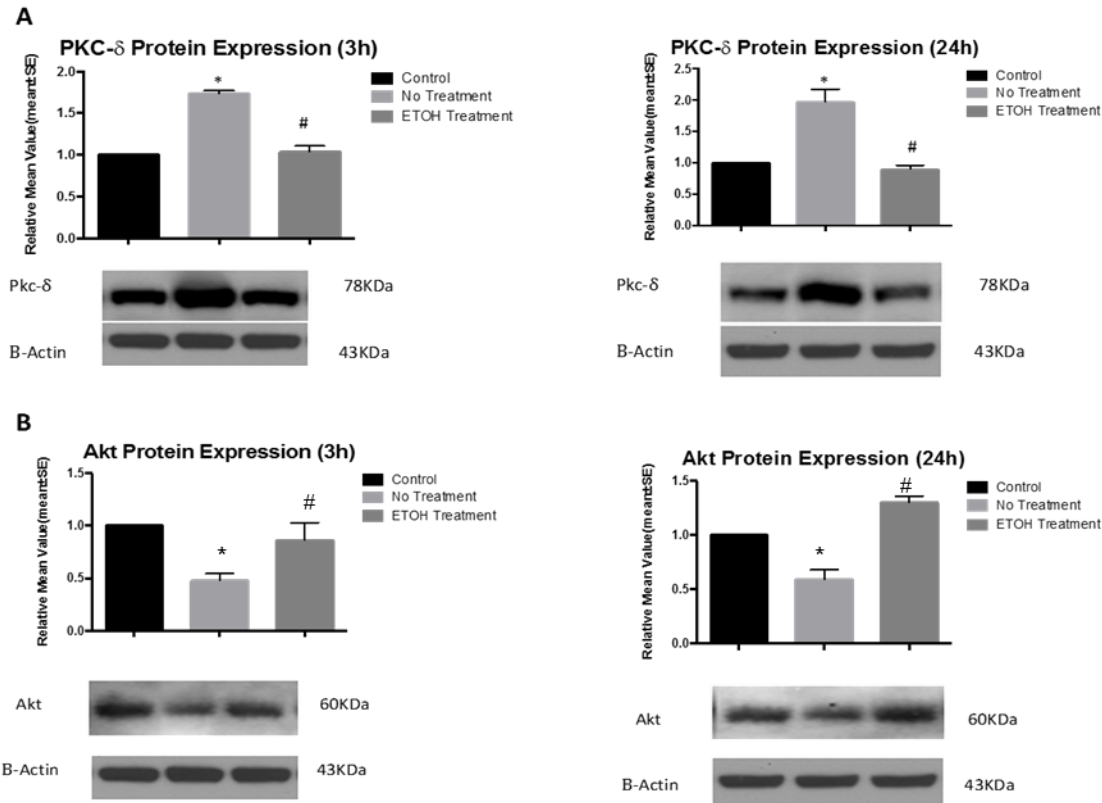 A
PKC-δ Protein Expression (3h)
Relative Mean Value(mean±SE)
2.0
1.5
1.0
0.5
0.0
*
#
Control
No Treatment
ETOH Treatment
Pkc-δ
78KDa
B-Actin
43KDa
PKC-δ Protein Expression (24h)
Relative Mean Value(mean±SE)
2.5
2.0
1.5
1.0
0.5
0.0
*
#
Control
No Treatment
ETOH Treatment
Pkc-δ
78KDa
B-Actin
43KDa
B
Akt Protein Expression (3h)
Relative Mean Value(mean±SE)
1.5
1.0
0.5
0.0
*
#
Control
No Treatment
ETOH Treatment
Akt
60KDa
B-Actin
43KDa
Akt Protein Expression (24h)
Relative Mean Value(mean±SE)
1.5
1.0
0.5
0.0
*
#
Control
No Treatment
ETOH Treatment
Akt
60KDa
B-Actin
43KDa